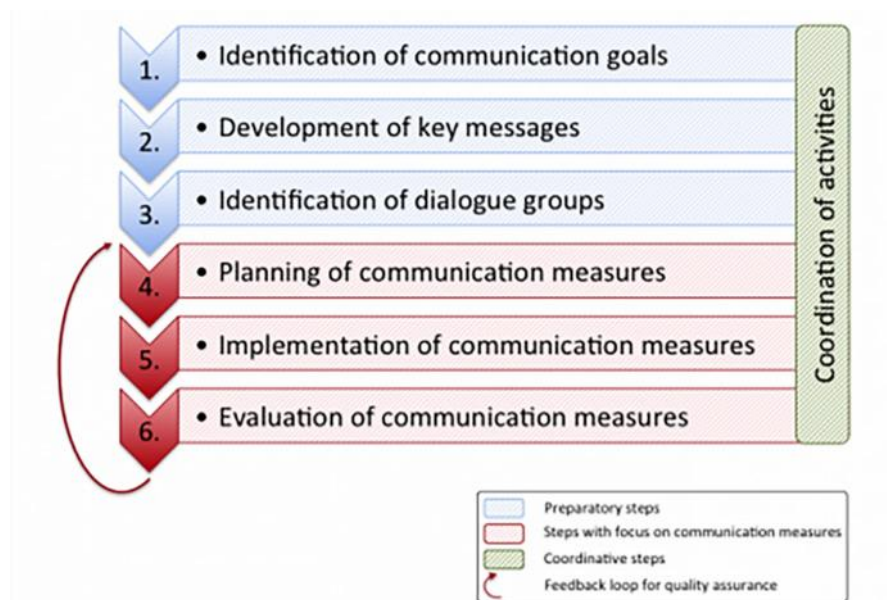 1.
• Identification of communication goals
2.
• Development of key messages
3.
• Identification of dialogue groups
4.
• Planning of communication measures
5.
• Implementation of communication measures
6.
• Evaluation of communication measures
Coordination of activities
Preparatory steps
Steps with focus on communication measures
Coordinative steps
Feedback loop for quality assurance